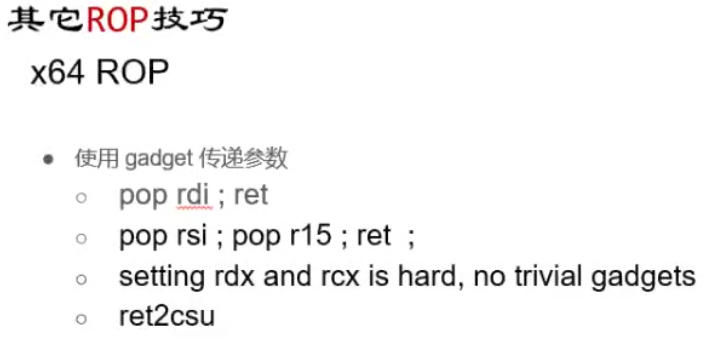 其它ROP技巧
x64 ROP
使用 gadget 传递参数
pop rdi ; ret
pop rsi ; pop r15 ; ret ;
setting rdx and rcx is hard, no trivial gadgets
ret2csu